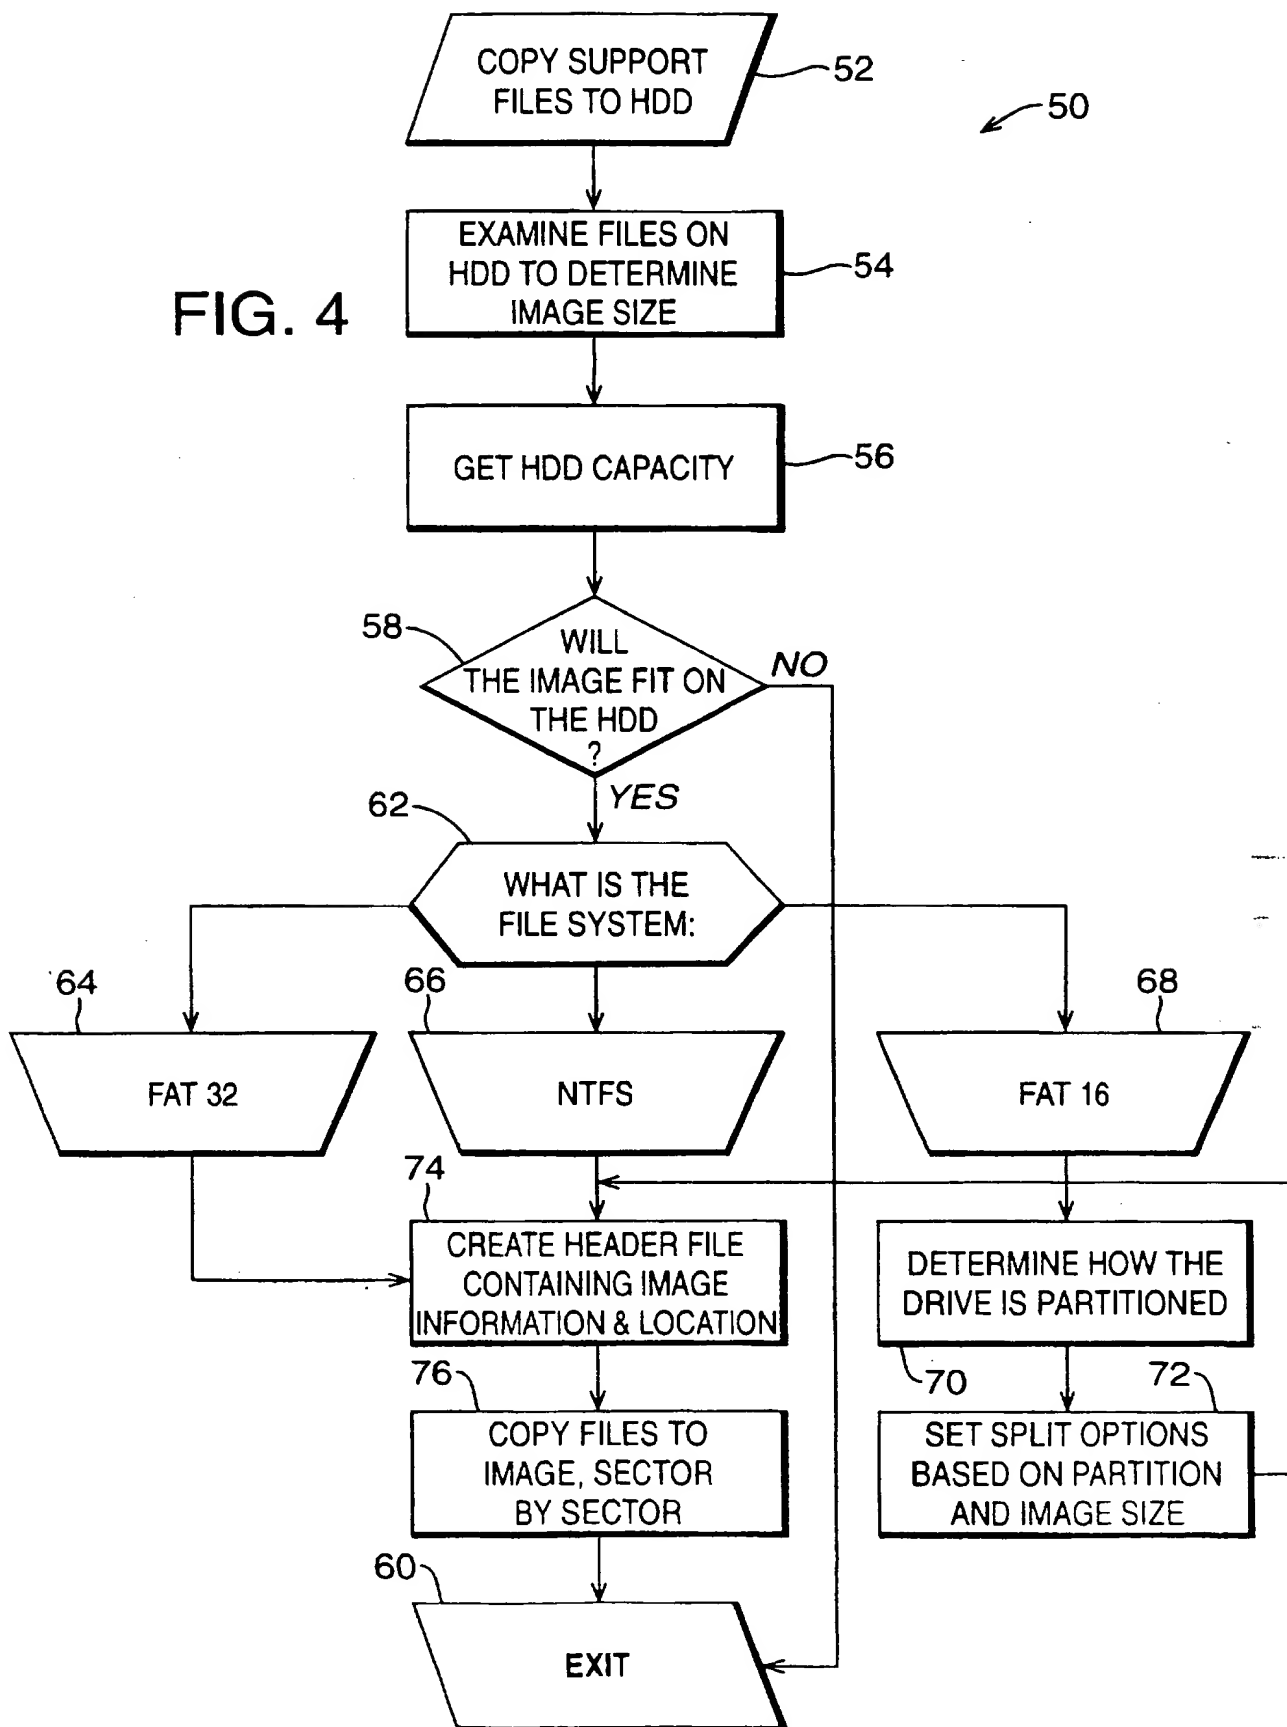 COPY SUPPORT
FILES TO HDD
52
50
EXAMINE FILES ON
HDD TO DETERMINE
IMAGE SIZE
54
FIG. 4
GET HDD CAPACITY
56
58
WILL
THE IMAGE FIT ON
THE HDD
?
NO
YES
62
WHAT IS THE
FILE SYSTEM:
64
66
68
FAT 32
NTFS
FAT 16
74
CREATE HEADER FILE
CONTAINING IMAGE
INFORMATION & LOCATION
DETERMINE HOW THE
DRIVE IS PARTITIONED
70
76
72
COPY FILES TO
IMAGE, SECTOR
BY SECTOR
SET SPLIT OPTIONS
BASED ON PARTITION
AND IMAGE SIZE
60
EXIT